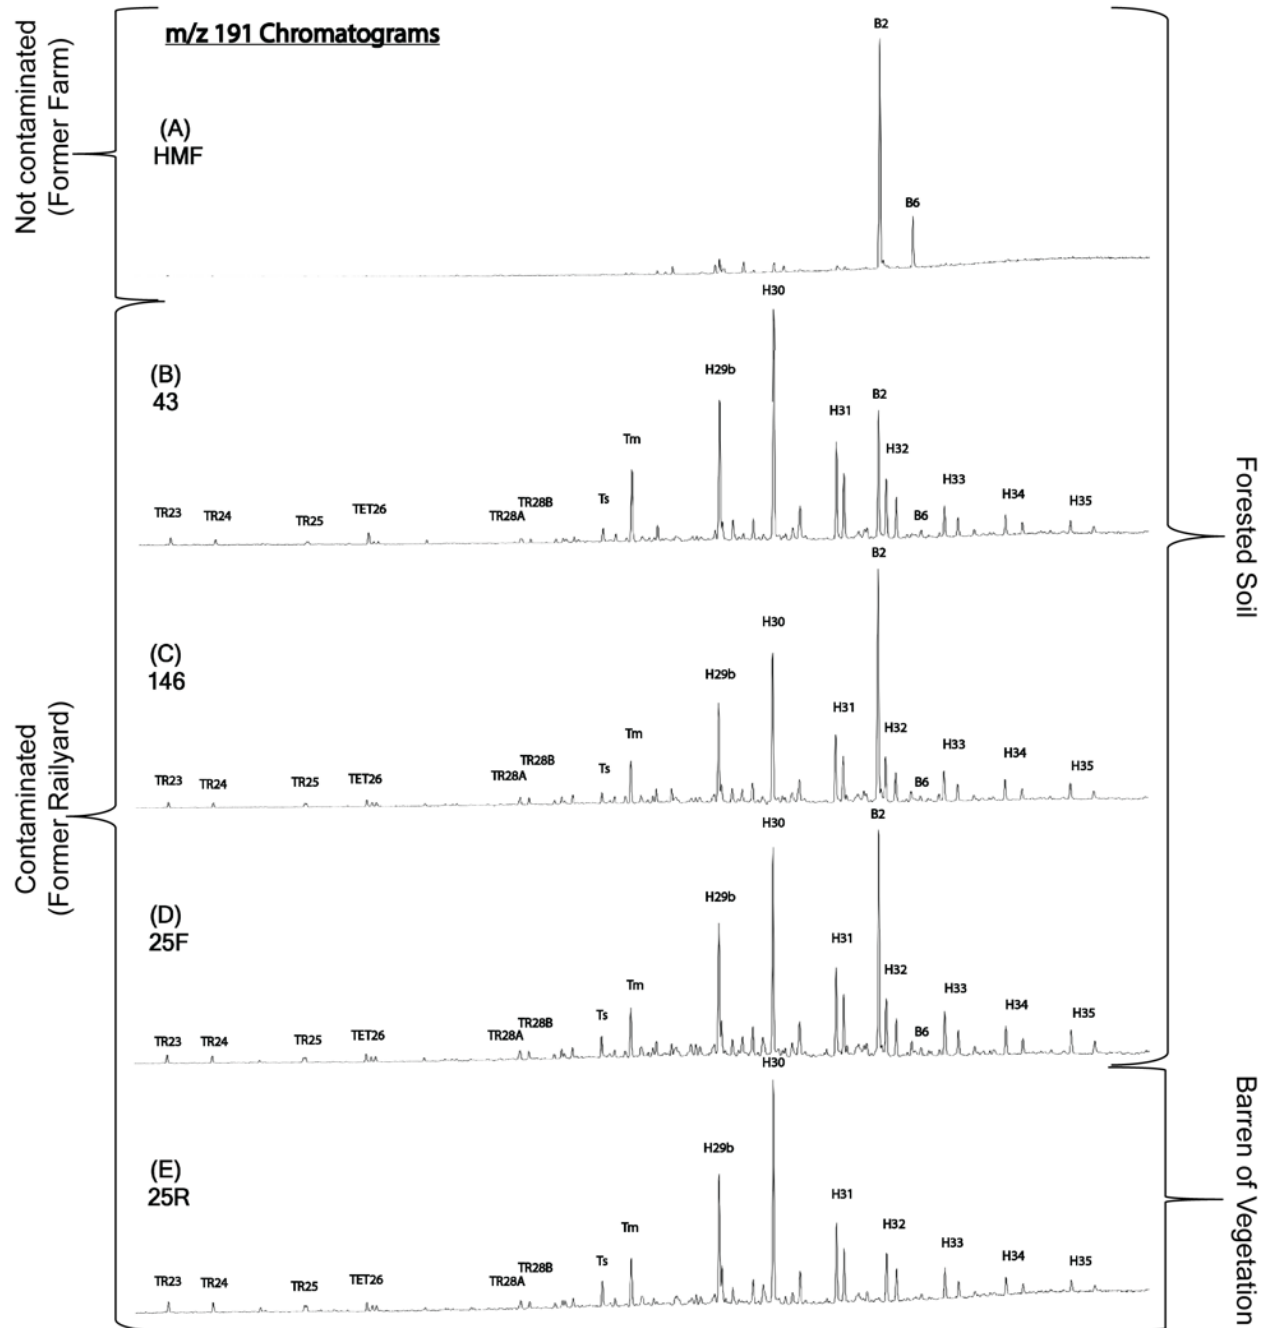 m/z 191 Chromatograms
Not contaminated
(Former Farm)
(A)
HMF
B2
B6
Contaminated
(Former Railyard)
Forested Soil
Barren of Vegetation
(B)
43
TR23
TR24
TR25
TET26
TR28A
TR28B
Ts
Tm
H29b
H30
H31
B2
H32
B6
H33
H34
H35
(C)
146
TR23
TR24
TR25
TET26
TR28A
TR28B
Ts
Tm
H29b
H30
H31
B2
H32
B6
H33
H34
H35
(D)
25F
TR23
TR24
TR25
TET26
TR28A
TR28B
Ts
Tm
H29b
H30
H31
B2
H32
B6
H33
H34
H35
(E)
25R
TR23
TR24
TR25
TET26
TR28A
TR28B
Ts
Tm
H29b
H30
H31
H32
H33
H34
H35